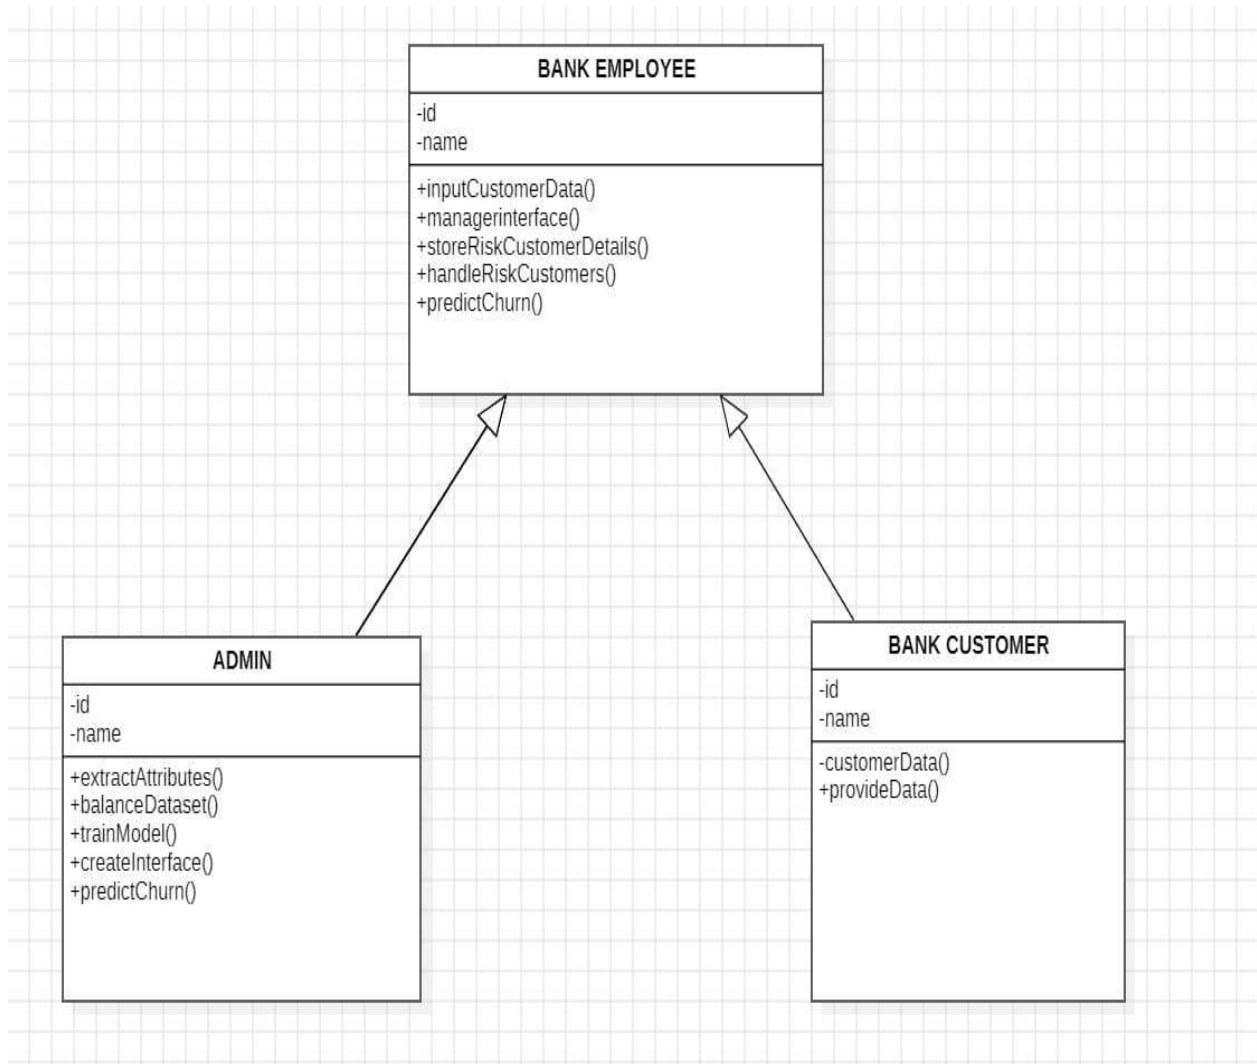 BANK EMPLOYEE
-id
-name
+inputCustomerData()
+managerinterface()
+storeRiskCustomerDetails()
+handleRiskCustomers()
+predictChurn()
ADMIN
-id
-name
+extractAttributes()
+balanceDataset()
+trainModel()
+createInterface()
+predictChurn()
BANK CUSTOMER
-id
-name
-customerData()
+provideData()